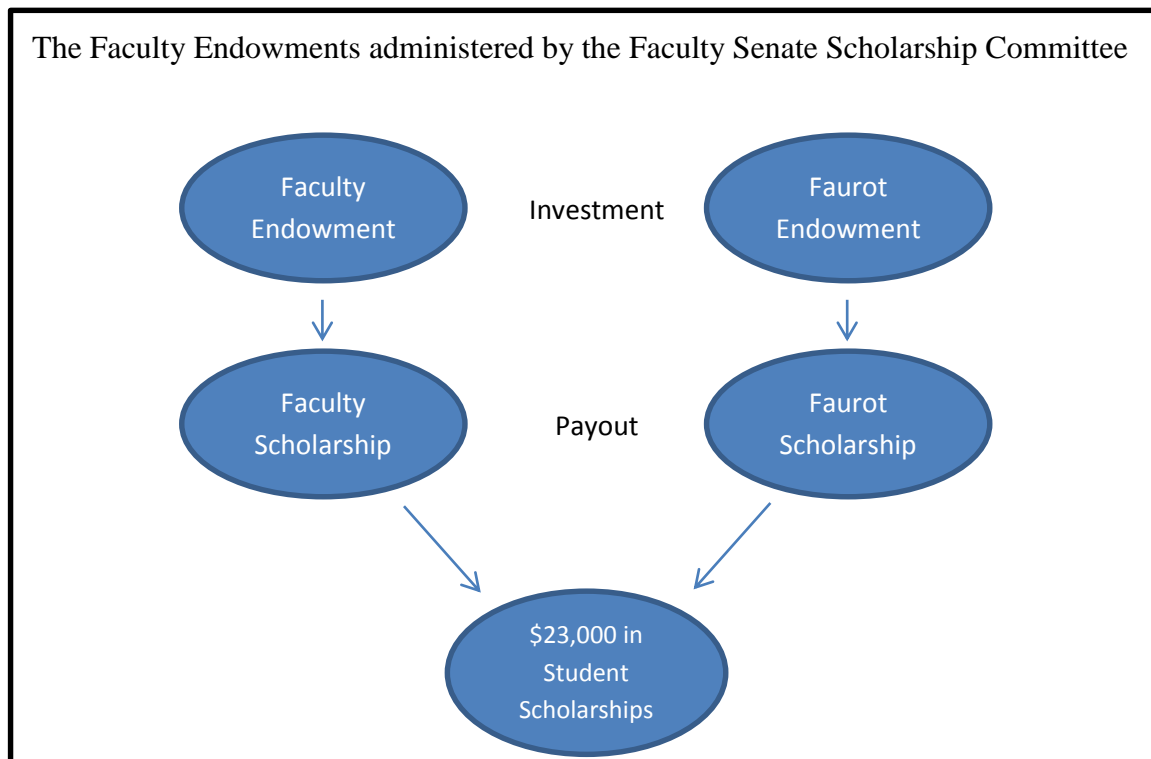 The Faculty Endowments administered by the Faculty Senate Scholarship Committee
Faculty
Endowment
Investment
Faurot
Endowment
Faculty
Scholarship
Payout
Faurot
Scholarship
$23,000 in
Student
Scholarships